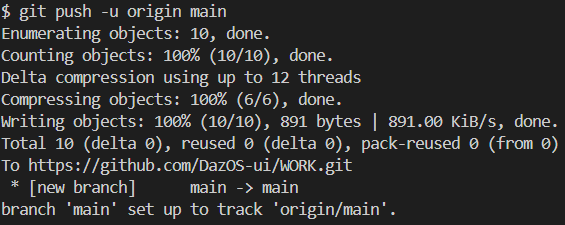 $ git push -u origin main
Enumerating objects: 10, done.
Counting objects: 100% (10/10), done.
Delta compression using up to 12 threads
Compressing objects: 100% (6/6), done.
Writing objects: 100% (10/10), 891 bytes | 891.00 KiB/s, done.
Total 10 (delta 0), reused 0 (delta 0), pack-reused 0 (from 0)
To https://github.com/DazOS-ui/WORK.git
 * [new branch]      main -> main
branch 'main' set up to track 'origin/main'.